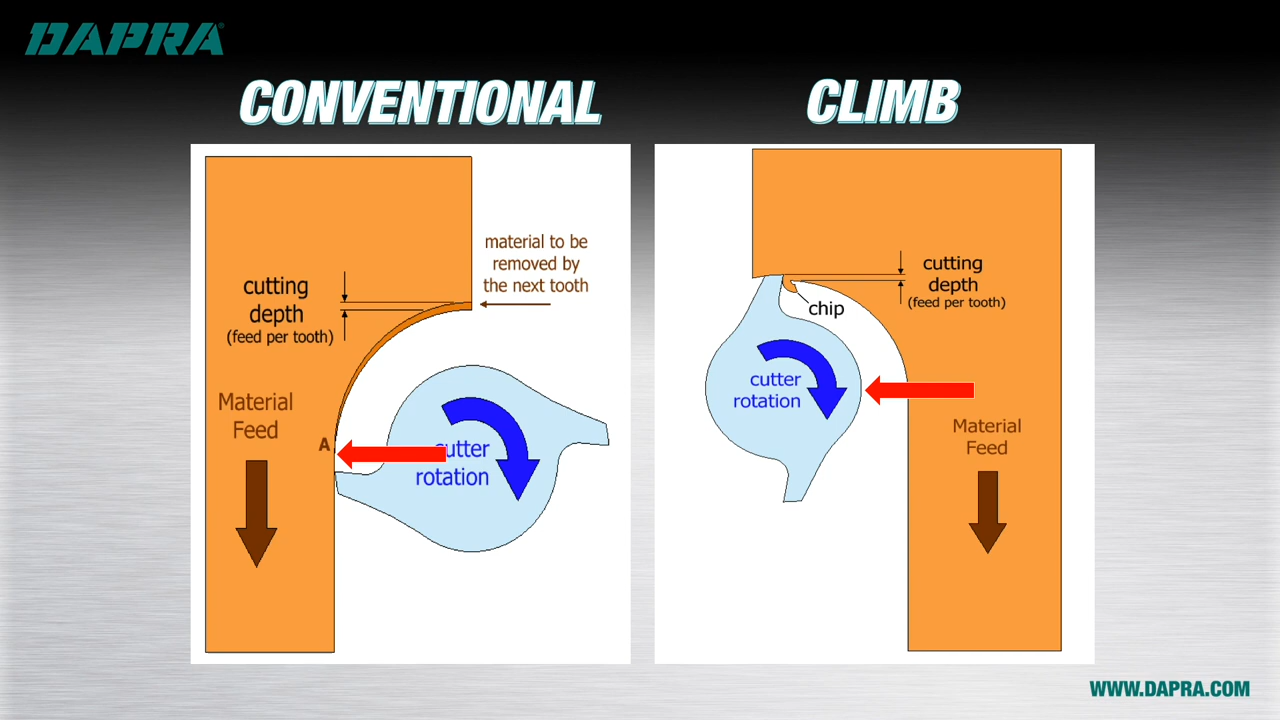 DAPRA®
CONVENTIONAL
CLIMB
material to be
removed by
the next tooth
cutting
depth
(feed per tooth)
Material
Feed
A
cutter
rotation
cutting
depth
(feed per tooth)
chip
cutter
rotation
Material
Feed
WWW.DAPRA.COM